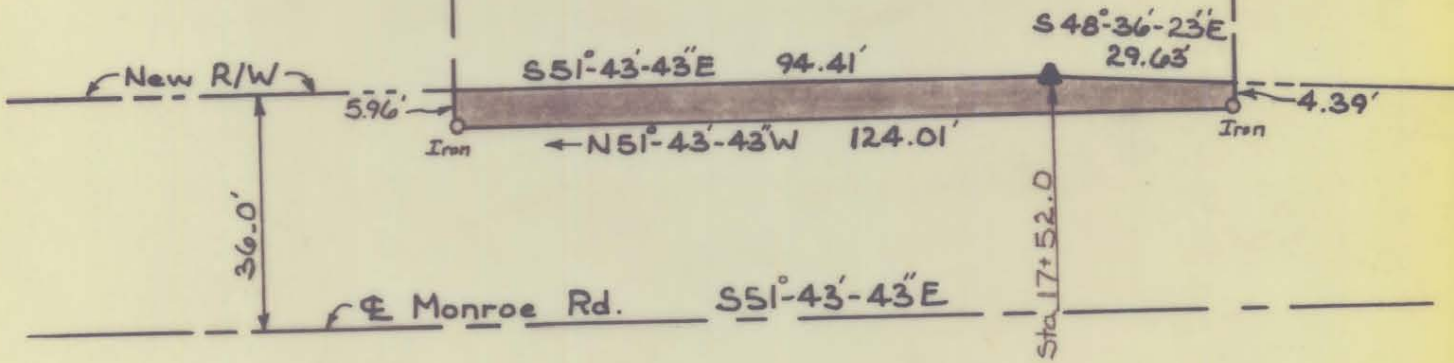 S 48°-36'-23"E
29.63'
New R/W
S51°-43'-43"E 94.41'
5.96'
4.39'
Iron
N51°-43'-43"W 124.01'
Iron
36.0'
Sta 17+52.0
℄ Monroe Rd. S51°-43'-43"E